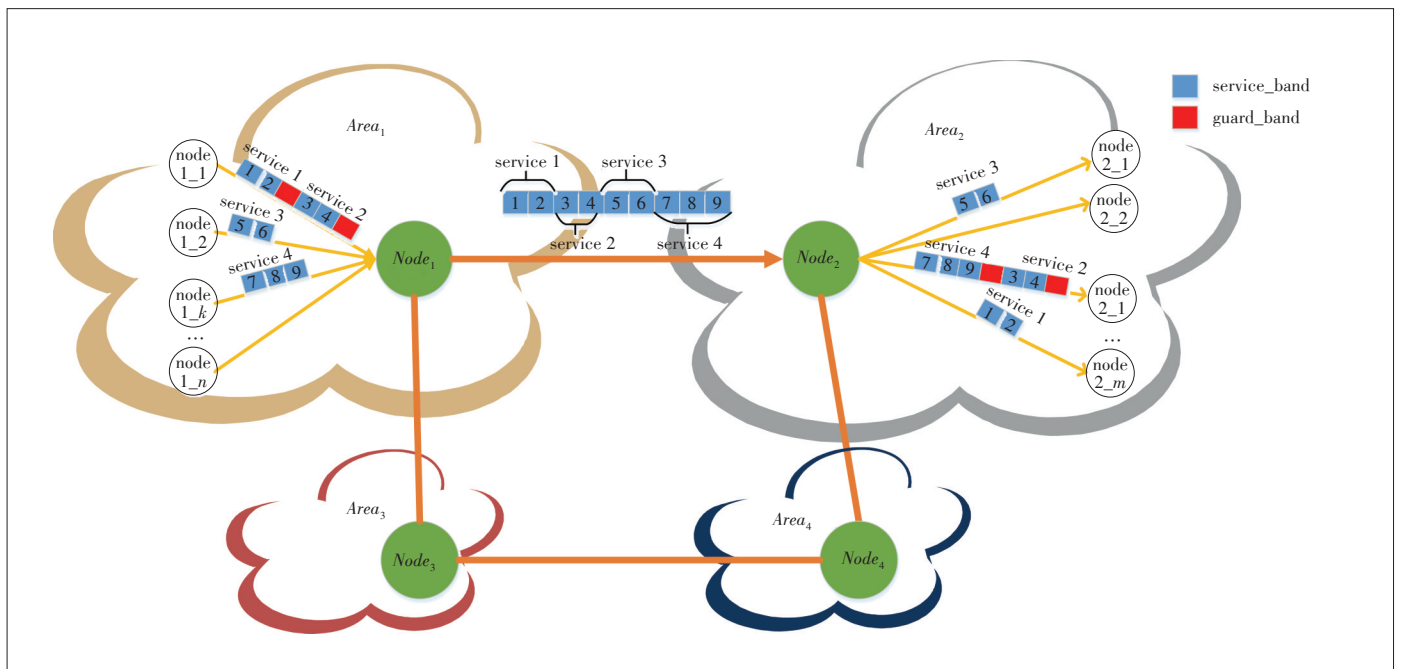 service_band
guard_band
Area₁
Area₂
node
1_1
service 1
1 2 3 4
service 2
service 3
5 6
node
1_2
service 4
7 8 9
node
1_k
...
node
1_n
Node₁
service 1
service 3
1 2 3 4 5 6 7 8 9
service 2
service 4
Node₂
service 3
5 6
node
2_1
node
2_2
service 4
service 2
7 8 9 3 4
node
2_1
service 1
1 2
...
node
2_m
Area₃
Node₃
Area₄
Node₄